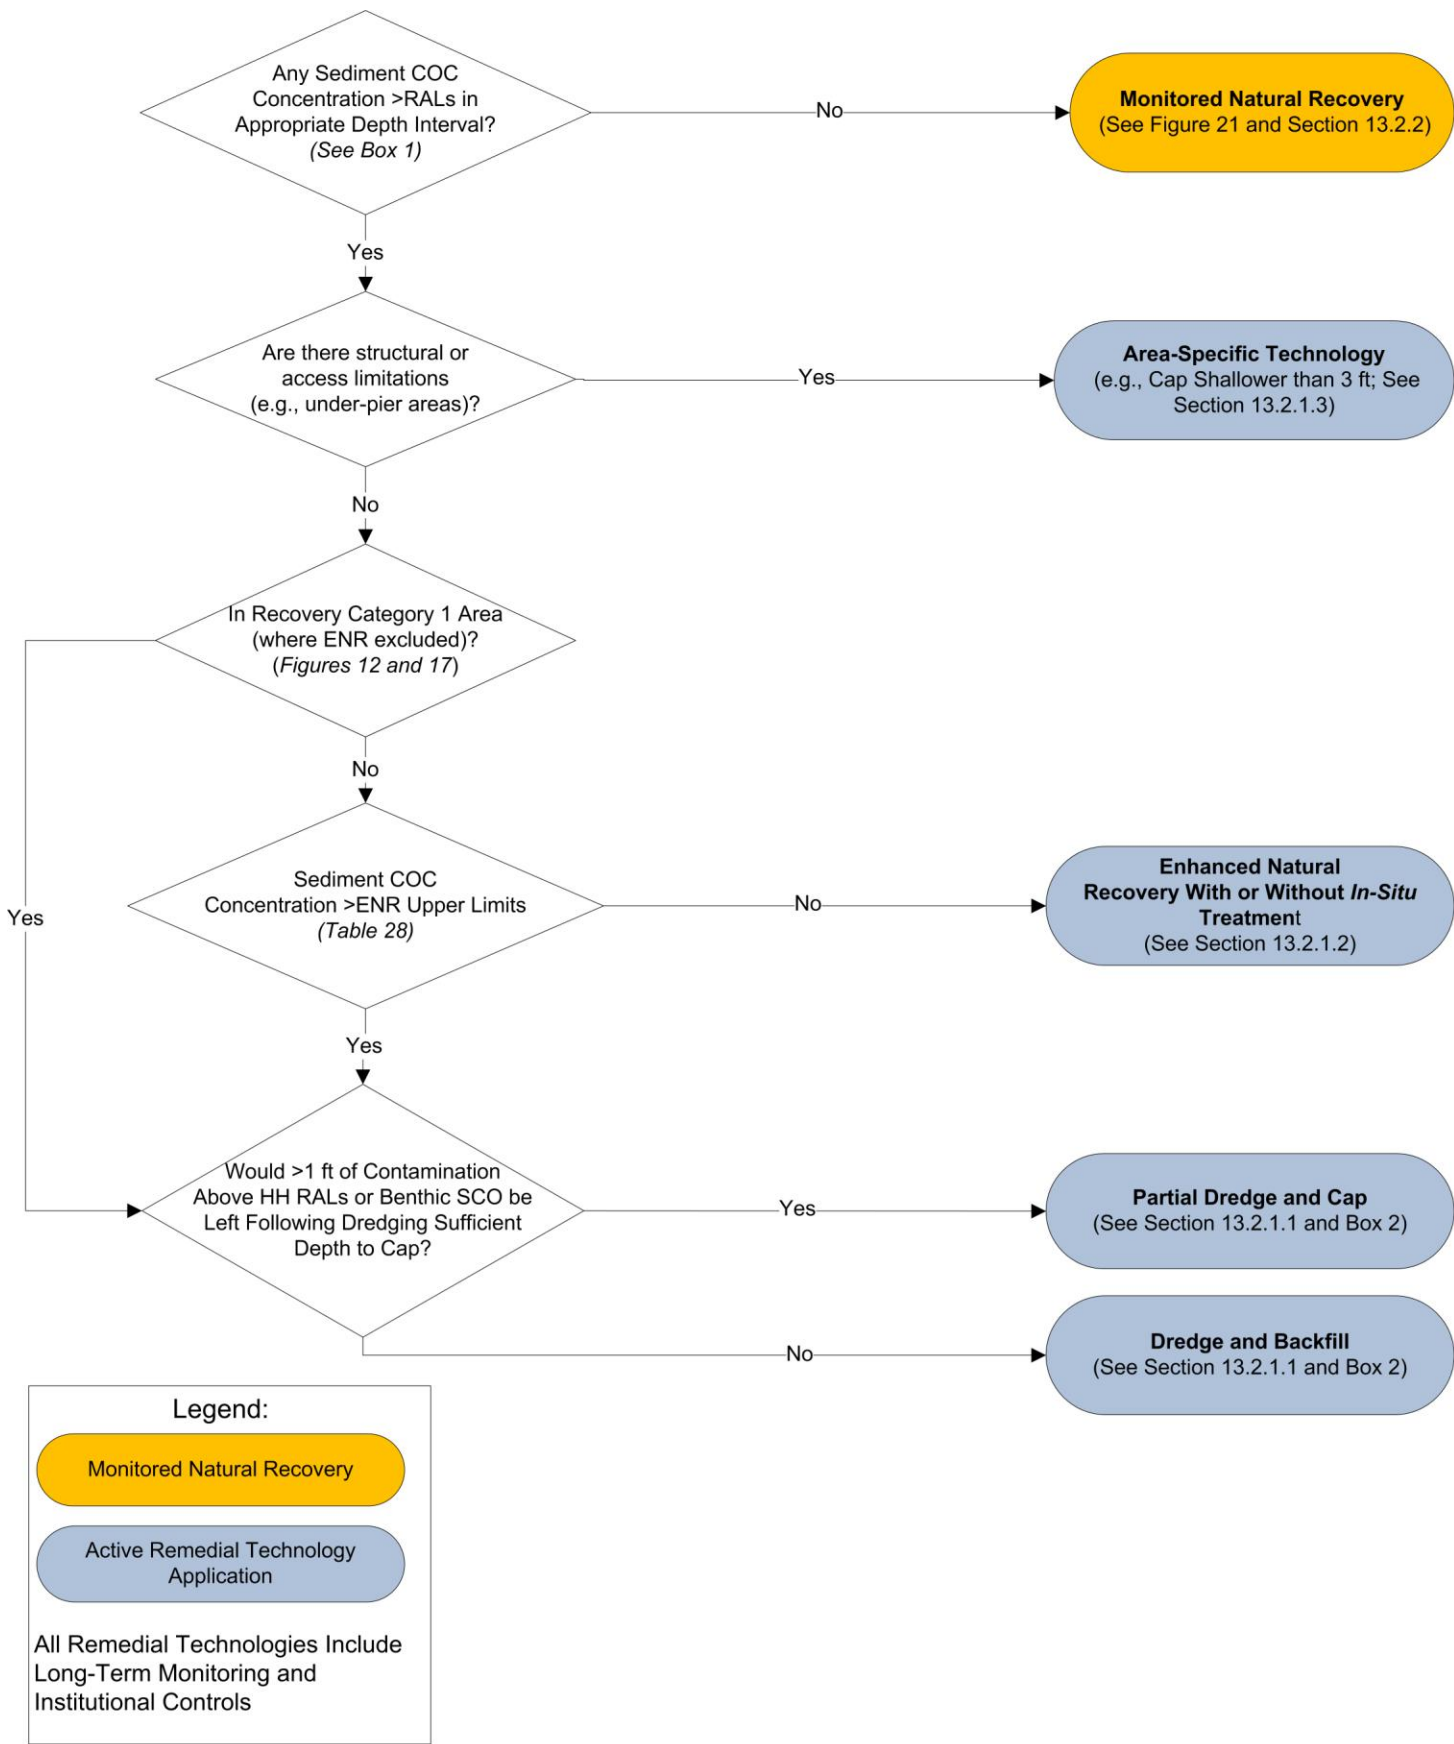 Any Sediment COC
Concentration >RALs in
Appropriate Depth Interval?
(See Box 1)
No
Monitored Natural Recovery
(See Figure 21 and Section 13.2.2)
Yes
Are there structural or
access limitations
(e.g., under-pier areas)?
Yes
Area-Specific Technology
(e.g., Cap Shallower than 3 ft; See
Section 13.2.1.3)
No
In Recovery Category 1 Area
(where ENR excluded)?
(Figures 12 and 17)
No
Yes
Sediment COC
Concentration >ENR Upper Limits
(Table 28)
No
Enhanced Natural
Recovery With or Without In-Situ
Treatment
(See Section 13.2.1.2)
Yes
Would >1 ft of Contamination
Above HH RALs or Benthic SCO be
Left Following Dredging Sufficient
Depth to Cap?
Yes
Partial Dredge and Cap
(See Section 13.2.1.1 and Box 2)
No
Dredge and Backfill
(See Section 13.2.1.1 and Box 2)
Legend:
Monitored Natural Recovery
Active Remedial Technology
Application
All Remedial Technologies Include
Long-Term Monitoring and
Institutional Controls